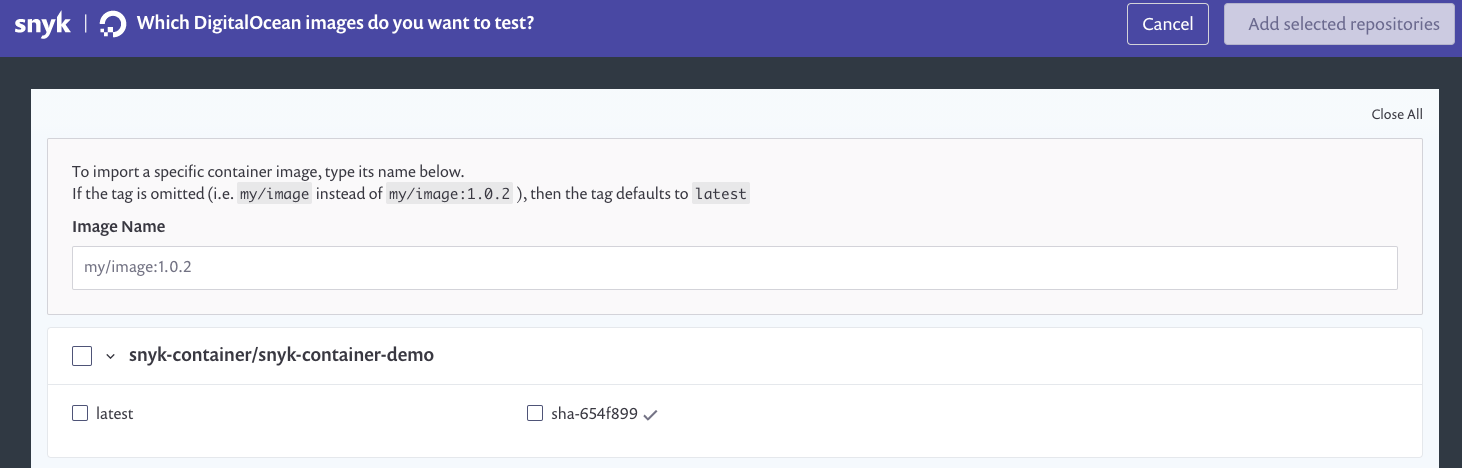 snyk | Which DigitalOcean images do you want to test?
Cancel
Add selected repositories
Close All
To import a specific container image, type its name below.
If the tag is omitted (i.e. my/image instead of my/image:1.0.2 ), then the tag defaults to latest
Image Name
my/image:1.0.2
snyk-container/snyk-container-demo
latest
sha-654f899